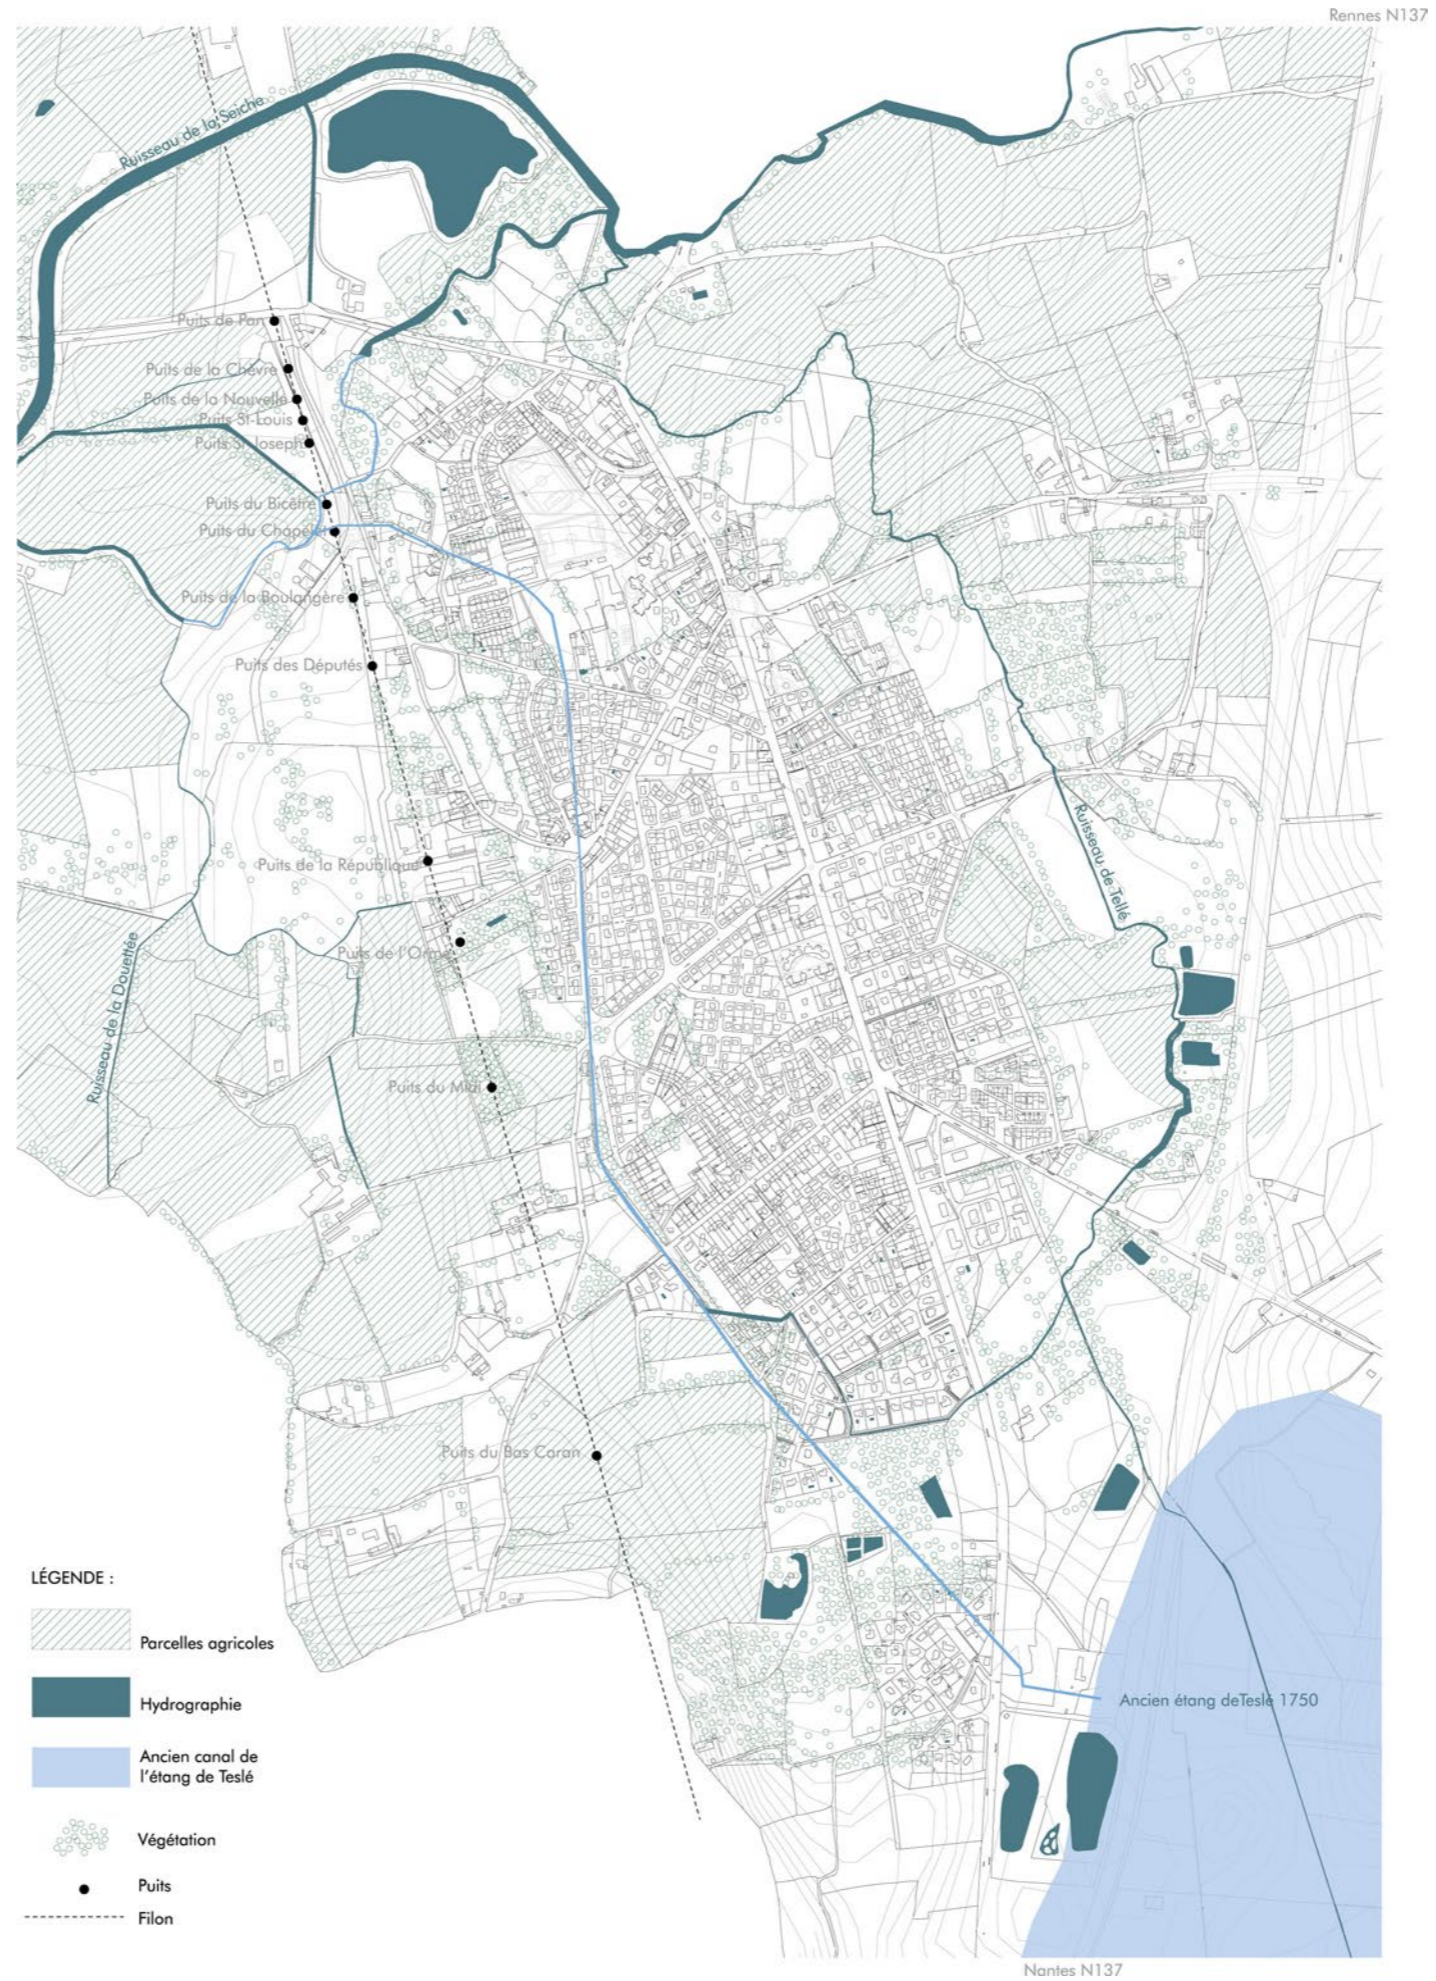 Rennes N137
Ruisseau de la Seiche
Puits de Pan
Puits de la Chèvre
Puits de la Nouvelle
Puits St-Louis
Puits St-Joseph
Puits du Bicêtre
Puits du Chapelet
Puits de la Boulangère
Puits des Députés
Puits de la République
Ruisseau de Tellé
Puits de l'Orme
Ruisseau de la Douettée
Puits du Midi
Puits du Bas Caran
LÉGENDE :
Parcelles agricoles
Hydrographie
Ancien étang deTeslé 1750
Ancien canal de
l'étang de Teslé
Végétation
Puits
Filon
Nantes N137